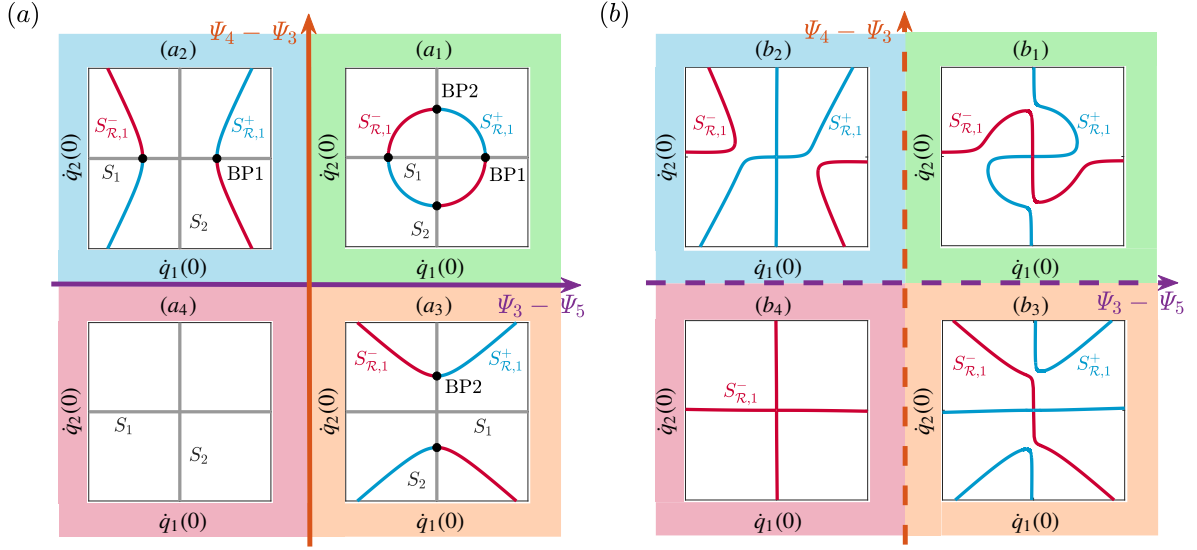 (a)
Ψ₄ − Ψ₃
(a₂)
q̇₂(0)
S⁻_{R,1}
S⁺_{R,1}
S₁
BP1
S₂
q̇₁(0)
(a₁)
q̇₂(0)
BP2
S⁻_{R,1}
S⁺_{R,1}
S₁
BP1
S₂
q̇₁(0)
Ψ₃ − Ψ₅
(a₄)
q̇₂(0)
S₁
S₂
q̇₁(0)
(a₃)
q̇₂(0)
S⁻_{R,1}
S⁺_{R,1}
BP2
S₁
S₂
q̇₁(0)
(b)
Ψ₄ − Ψ₃
(b₂)
q̇₂(0)
S⁻_{R,1}
S⁺_{R,1}
q̇₁(0)
(b₁)
q̇₂(0)
S⁻_{R,1}
S⁺_{R,1}
q̇₁(0)
Ψ₃ − Ψ₅
(b₄)
q̇₂(0)
S⁻_{R,1}
q̇₁(0)
(b₃)
q̇₂(0)
S⁻_{R,1}
S⁺_{R,1}
q̇₁(0)